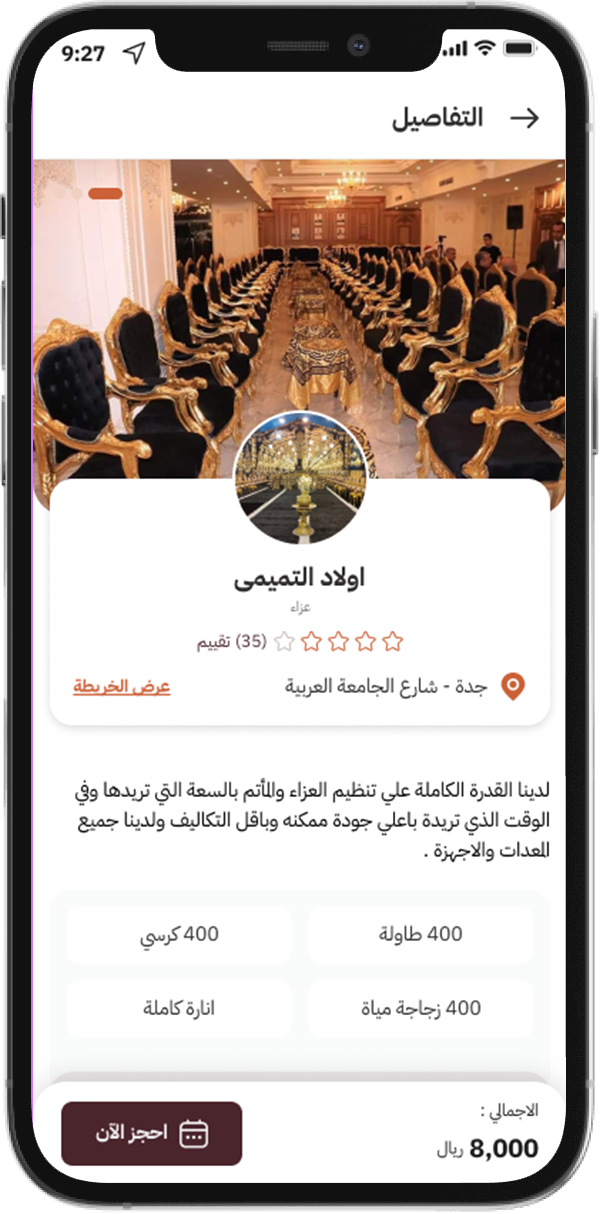 9:27
التفاصيل
اولاد التميمى
عزاء
(35) تقييم
جدة - شارع الجامعة العربية
عرض الخريطة
لدينا القدرة الكاملة علي تنظيم العزاء والمأتم بالسعة التي تريدها وفي
الوقت الذي تريدة باعلي جودة ممكنه وباقل التكاليف ولدينا جميع
المعدات والاجهزة .
400 طاولة
400 كرسي
400 زجاجة مياة
انارة كاملة
الاجمالي :
8,000 ريال
احجز الآن